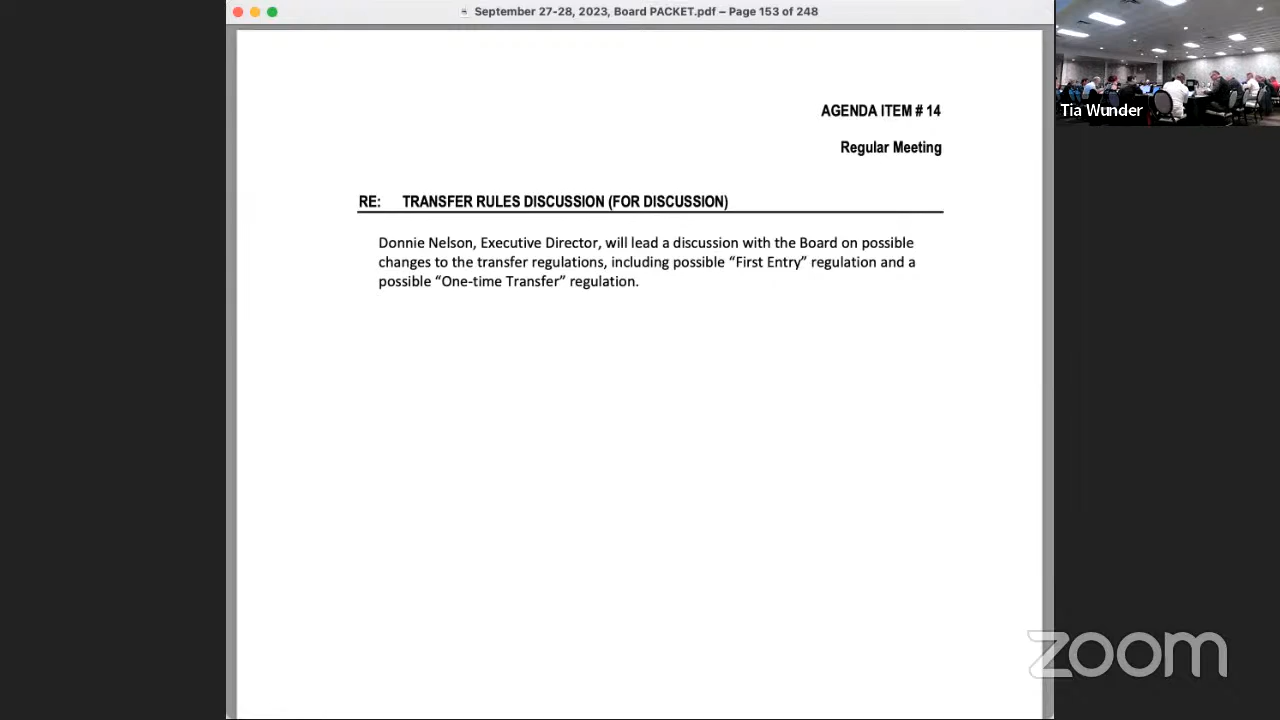 September 27-28, 2023, Board PACKET.pdf – Page 153 of 248
AGENDA ITEM # 14
Regular Meeting
RE: TRANSFER RULES DISCUSSION (FOR DISCUSSION)
Donnie Nelson, Executive Director, will lead a discussion with the Board on possible
changes to the transfer regulations, including possible “First Entry” regulation and a
possible “One-time Transfer” regulation.
Tia Wunder
zoom